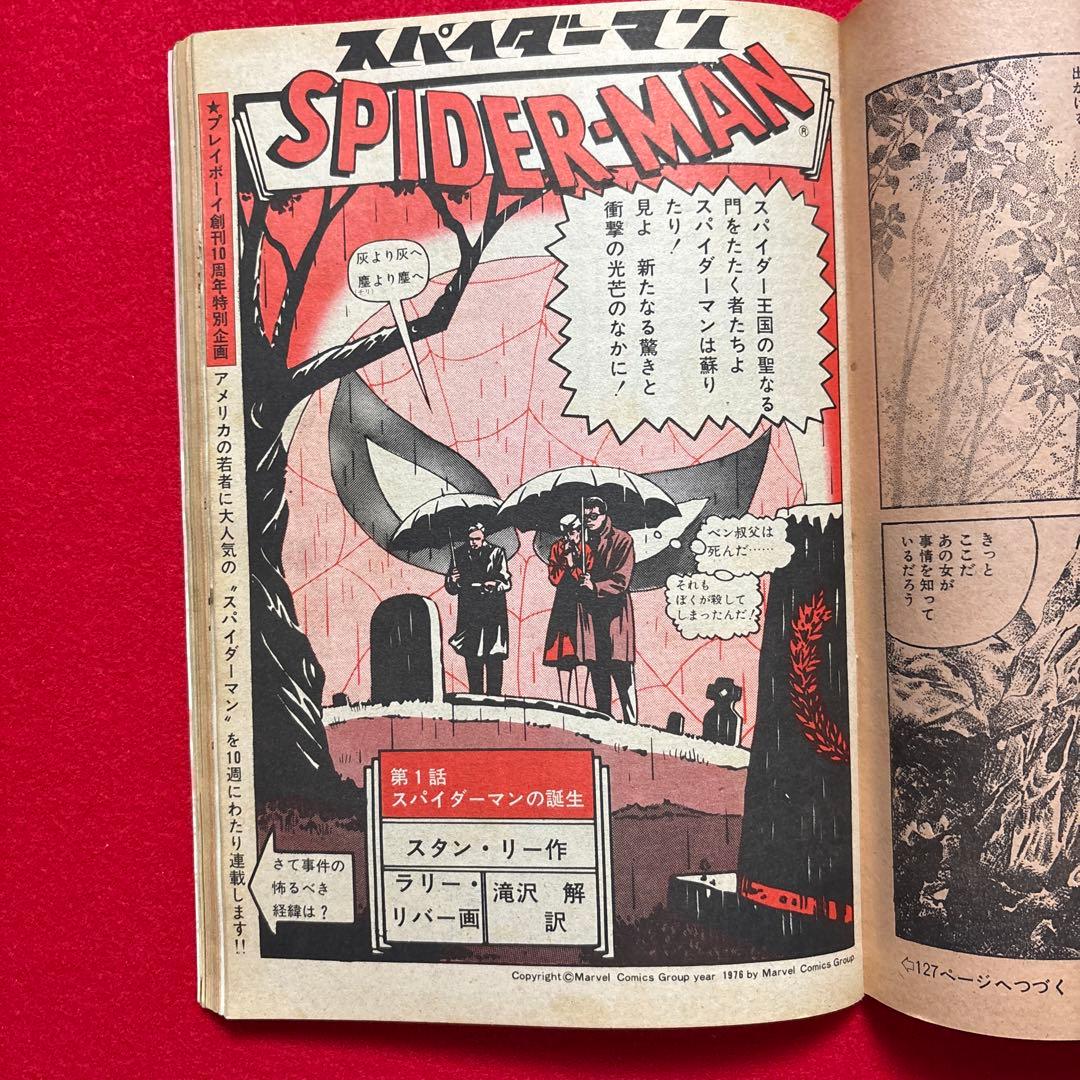 スパイダーマン
SPIDER-MAN®
★プレイボーイ創刊10周年特別企画
アメリカの若者に大人気の〝スパイダーマン〟を10週にわたり連載します!!
スパイダー王国の聖なる
門をたたく者たちよ
スパイダーマンは蘇り
たり!
見よ 新たなる驚きと
衝撃の光芒のなかに!
灰より灰へ
塵より塵へ
(チリ)
ベン叔父は
死んだ……
それも
ぼくが殺して
しまったんだ!
第1話
スパイダーマンの誕生
スタン・リー作
ラリー・
リバー画
滝沢 解
訳
さて事件の
怖るべき
経緯は?
Copyright©Marvel Comics Group year 1976 by Marvel Comics Group
出かける
きっと
ここだ
あの女が
事情を知って
いるだろう
⇦127ページへつづく